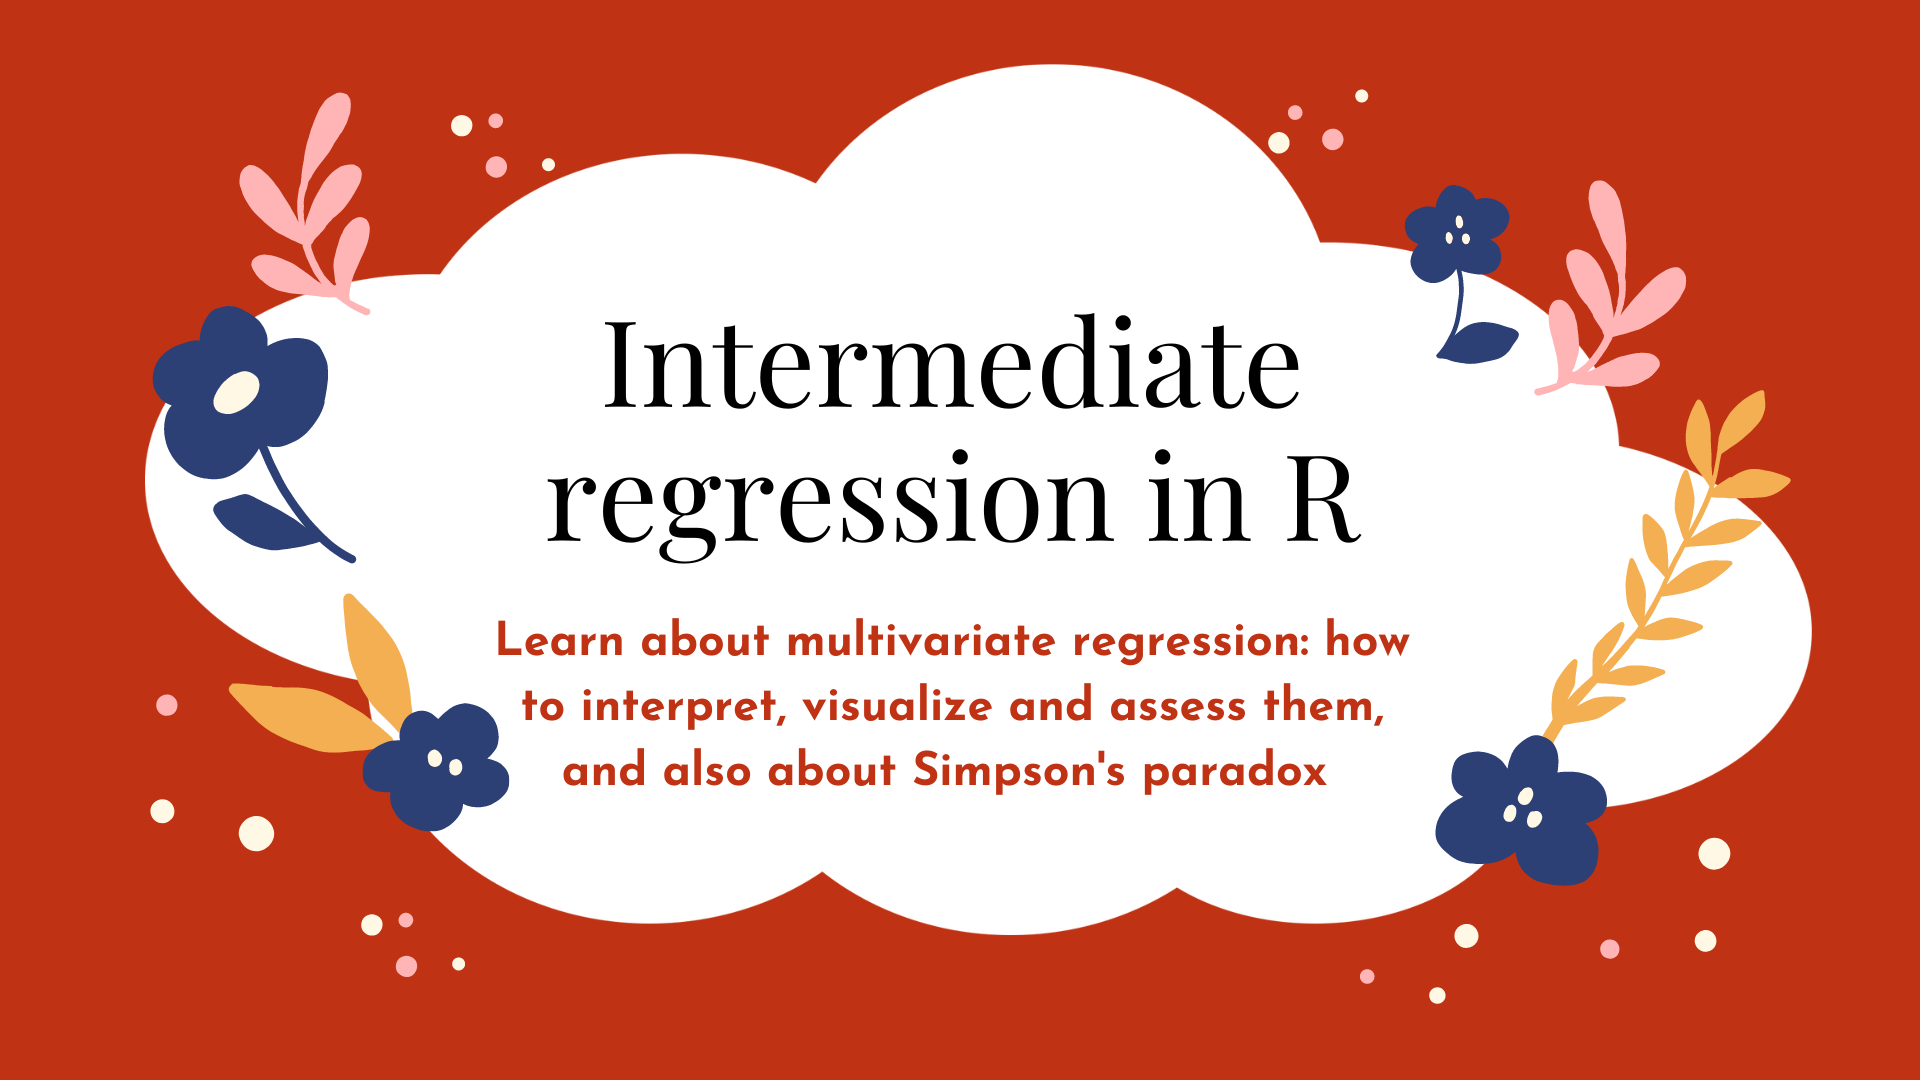 Intermediate
regression in R
Learn about multivariate regression: how
to interpret, visualize and assess them,
and also about Simpson's paradox